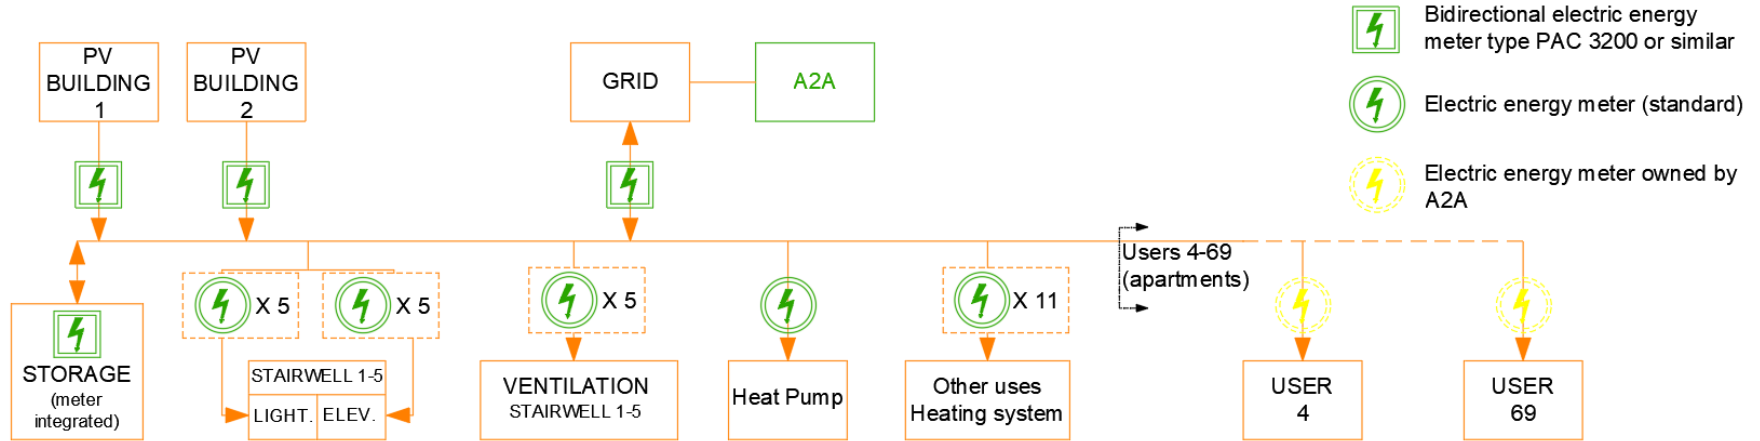 Bidirectional electric energy
meter type PAC 3200 or similar
PV
BUILDING
1
PV
BUILDING
2
GRID
A2A
Electric energy meter (standard)
Electric energy meter owned by
A2A
Users 4-69
(apartments)
X 5
X 5
X 5
X 11
STORAGE
(meter
integrated)
STAIRWELL 1-5
LIGHT.
ELEV.
VENTILATION
STAIRWELL 1-5
Heat Pump
Other uses
Heating system
USER
4
USER
69